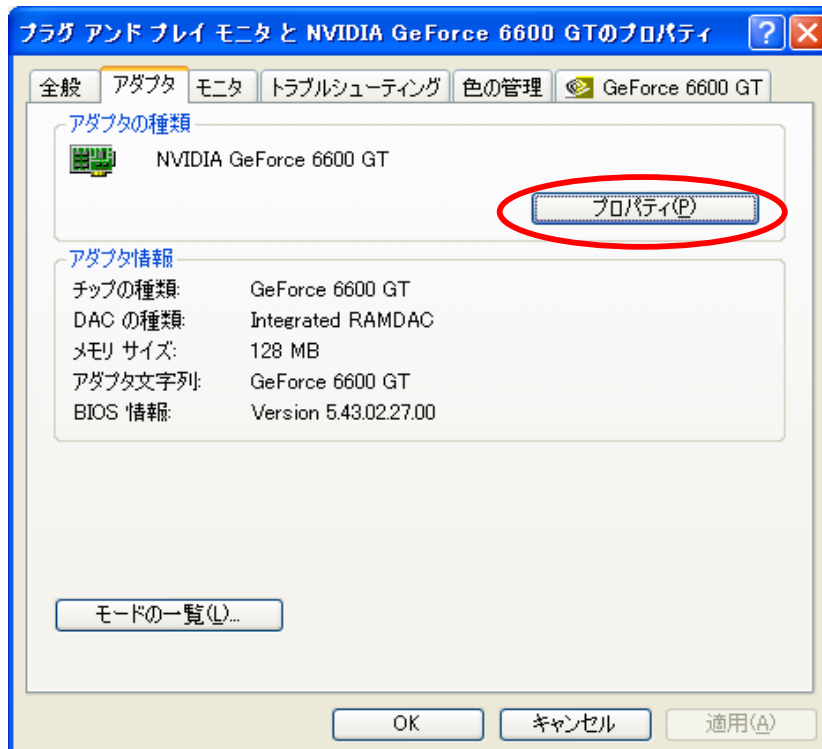 プラグ アンド プレイ モニタ と NVIDIA GeForce 6600 GTのプロパティ
全般 アダプタ モニタ トラブルシューティング 色の管理 GeForce 6600 GT
アダプタの種類
NVIDIA GeForce 6600 GT
プロパティ(P)
アダプタ情報
チップの種類: GeForce 6600 GT
DAC の種類: Integrated RAMDAC
メモリ サイズ: 128 MB
アダプタ文字列: GeForce 6600 GT
BIOS 情報: Version 5.43.02.27.00
モードの一覧(L)...
OK キャンセル 適用(A)